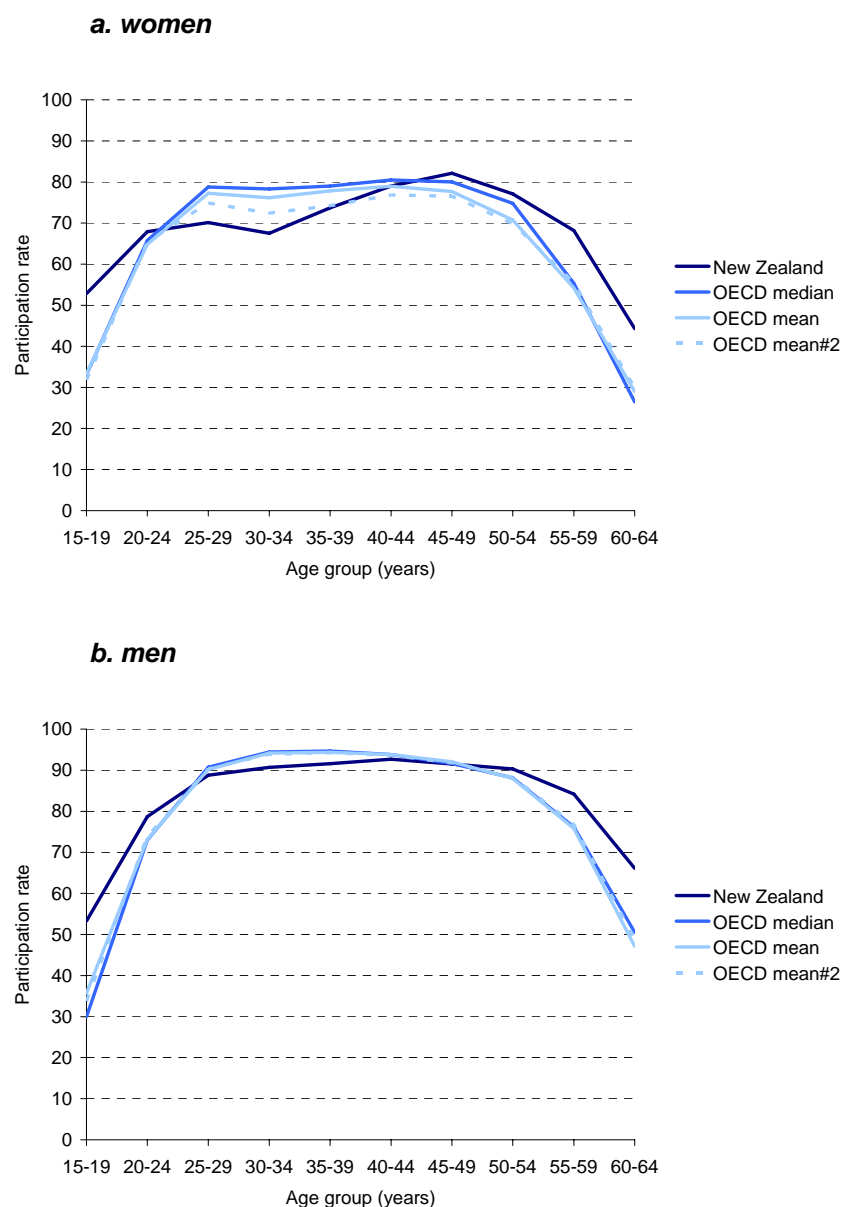 a. women
100
90
80
70
60
50
40
30
20
10
0
Participation rate
15-19 20-24 25-29 30-34 35-39 40-44 45-49 50-54 55-59 60-64
Age group (years)
New Zealand
OECD median
OECD mean
OECD mean#2
b. men
100
90
80
70
60
50
40
30
20
10
0
Participation rate
15-19 20-24 25-29 30-34 35-39 40-44 45-49 50-54 55-59 60-64
Age group (years)
New Zealand
OECD median
OECD mean
OECD mean#2